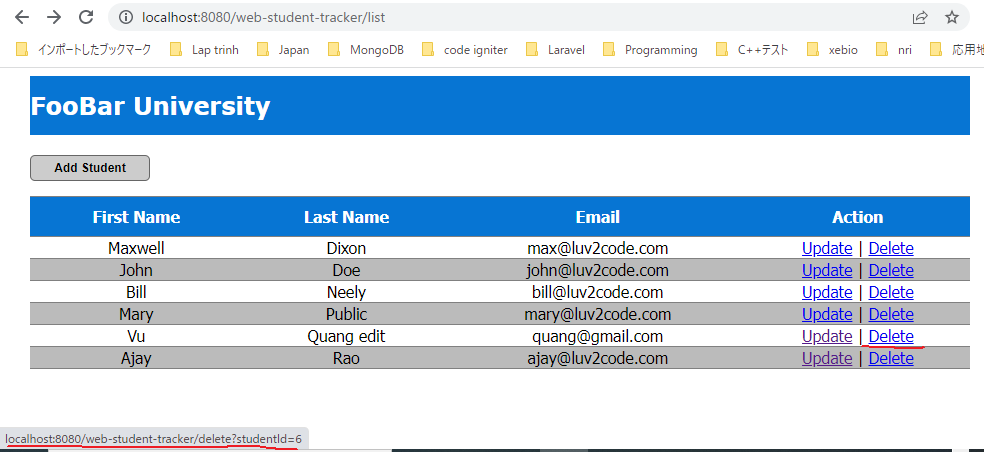 localhost:8080/web-student-tracker/list
インポートしたブックマーク Lap trinh Japan MongoDB code igniter Laravel Programming C++テスト xebio nri 応用地
FooBar University
Add Student
First Name Last Name Email Action
Maxwell Dixon max@luv2code.com Update | Delete
John Doe john@luv2code.com Update | Delete
Bill Neely bill@luv2code.com Update | Delete
Mary Public mary@luv2code.com Update | Delete
Vu Quang edit quang@gmail.com Update | Delete
Ajay Rao ajay@luv2code.com Update | Delete
localhost:8080/web-student-tracker/delete?studentId=6